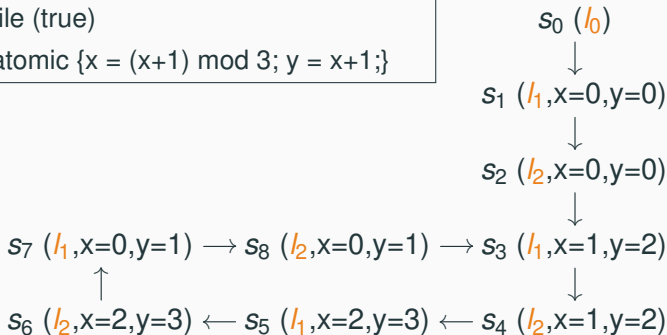 (true)
{x = (x+1) mod 3; y = x+1;}
s0 (l0)
s1 (l1,x=0,y=0)
s2 (l2,x=0,y=0)
s7 (l1,x=0,y=1) → s8 (l2,x=0,y=1) → s3 (l1,x=1,y=2)
s6 (l2,x=2,y=3) ← s5 (l1,x=2,y=3) ← s4 (l2,x=1,y=2)